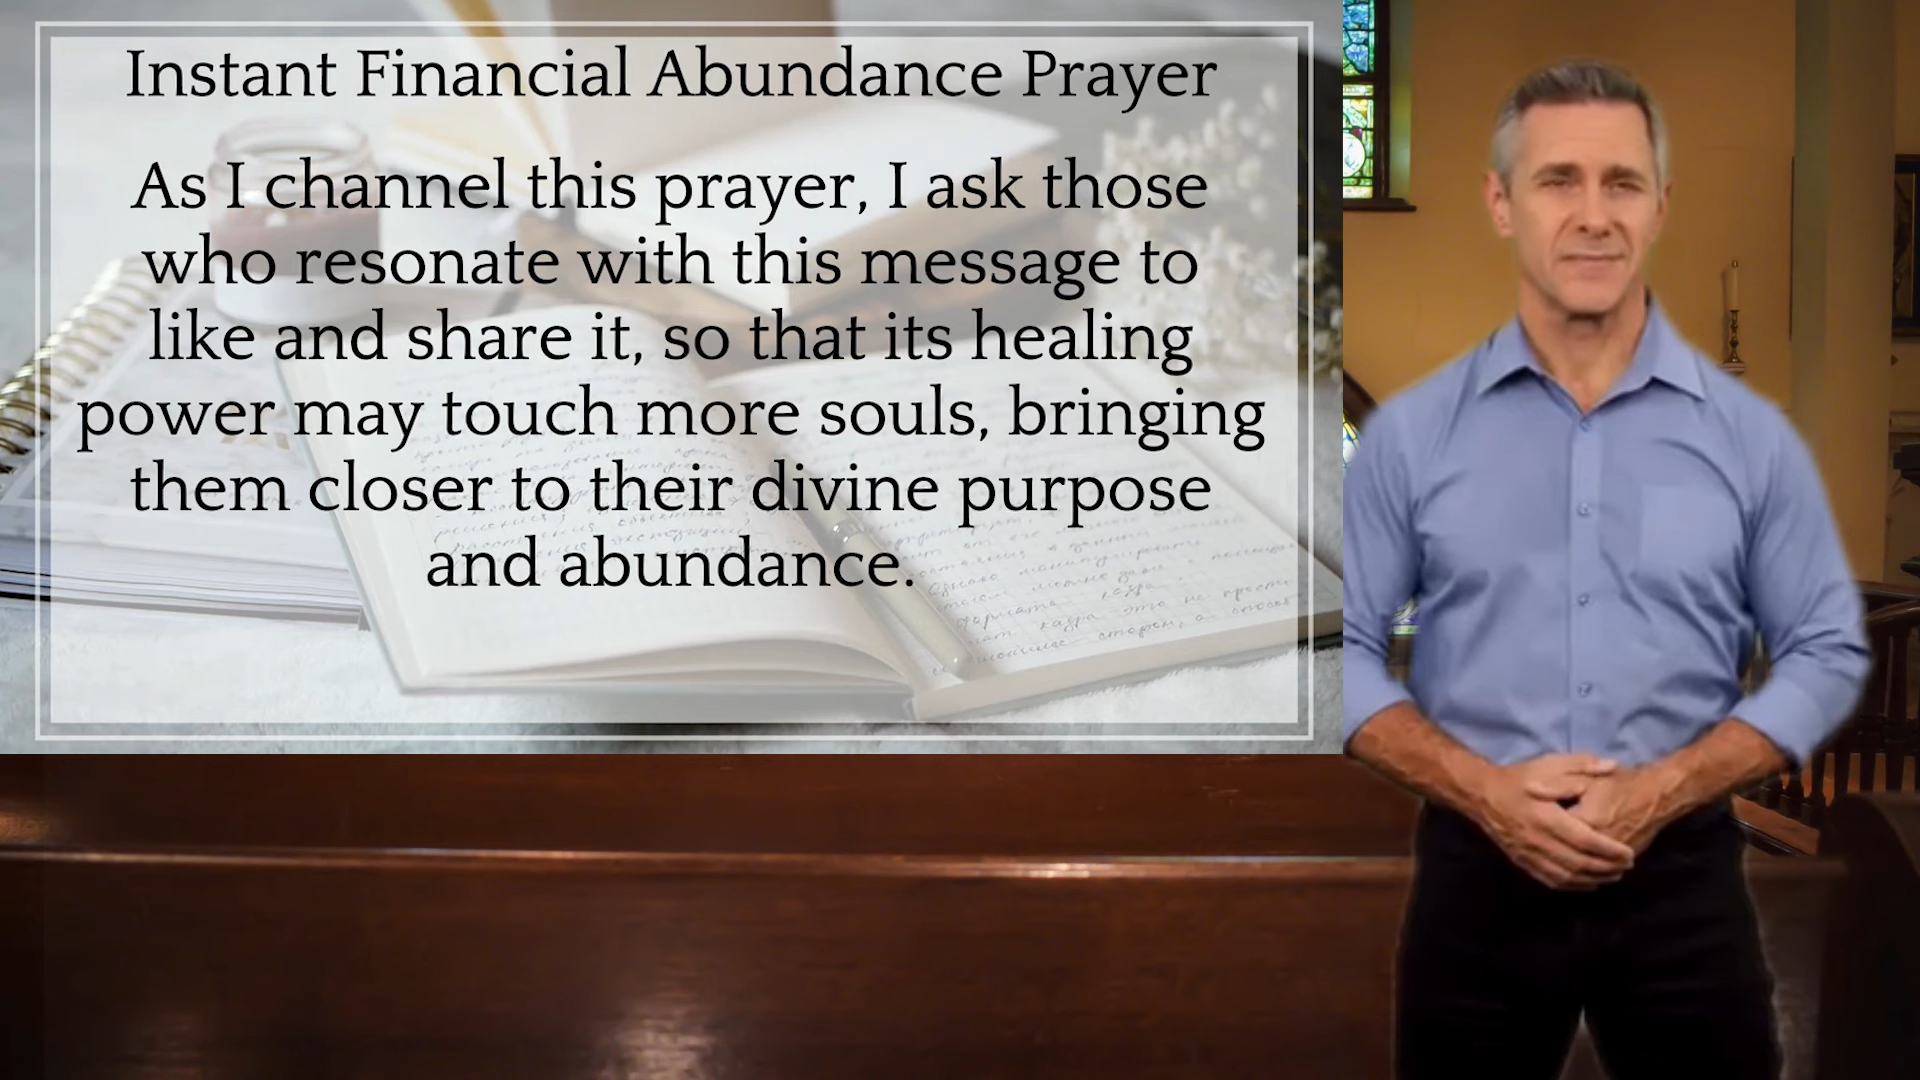 Instant Financial Abundance Prayer
As I channel this prayer, I ask those
who resonate with this message to
like and share it, so that its healing
power may touch more souls, bringing
them closer to their divine purpose
and abundance.